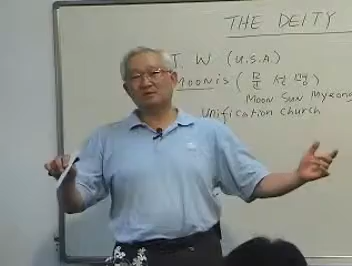 THE DEITY
J. W (U.S.A.)
Moonis (문선명)
Moon Sun Myeong
Unification Church